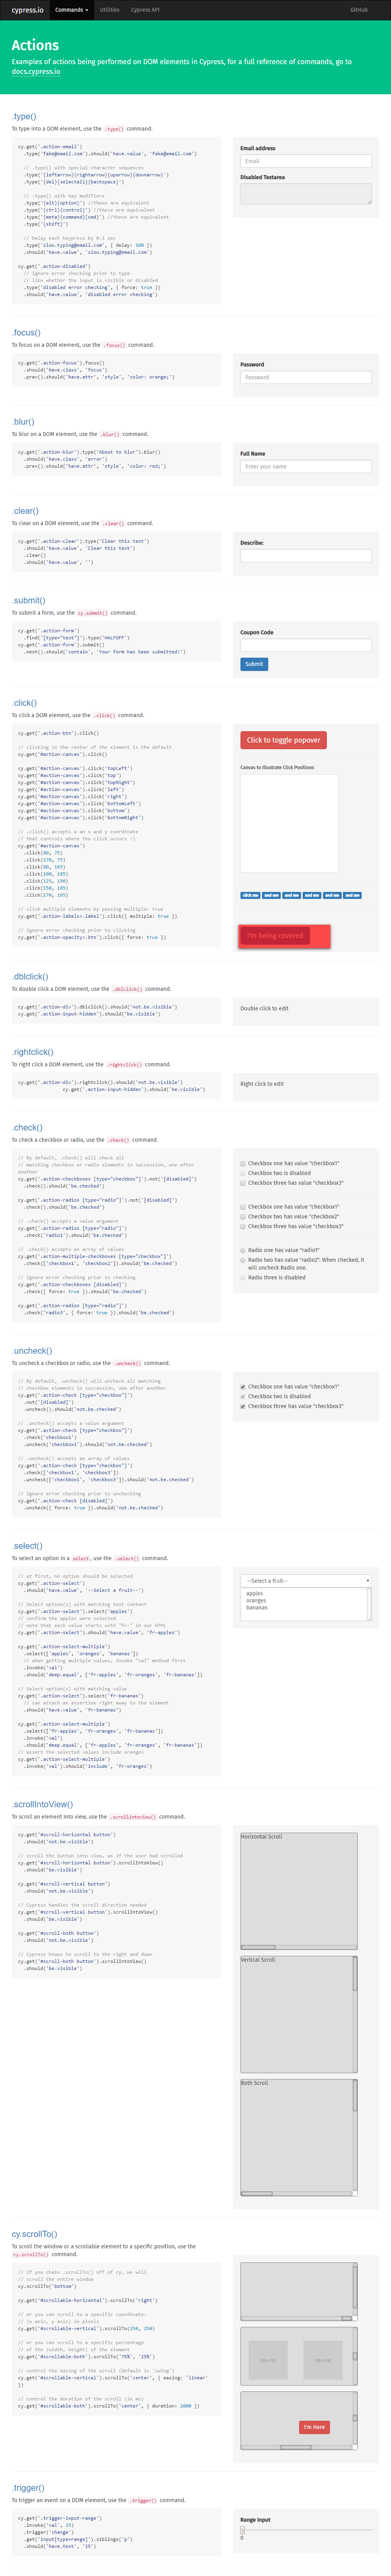 cypress.io Commands Utilities Cypress API GitHub
Actions
Examples of actions being performed on DOM elements in Cypress, for a full reference of commands, go to
docs.cypress.io
.type()
To type into a DOM element, use the .type() command.
cy.get('.action-email')
.type('fake@email.com').should('have.value', 'fake@email.com')
// .type() with special character sequences
.type('{leftarrow}{rightarrow}{uparrow}{downarrow}')
.type('{del}{selectall}{backspace}')
// .type() with key modifiers
.type('{alt}{option}') //these are equivalent
.type('{ctrl}{control}') //these are equivalent
.type('{meta}{command}{cmd}') //these are equivalent
.type('{shift}')
// Delay each keypress by 0.1 sec
.type('slow.typing@email.com', { delay: 100 })
.should('have.value', 'slow.typing@email.com')
cy.get('.action-disabled')
// Ignore error checking prior to type
// like whether the input is visible or disabled
.type('disabled error checking', { force: true })
.should('have.value', 'disabled error checking')
Email address
Email
Disabled Textarea
.focus()
To focus on a DOM element, use the .focus() command.
cy.get('.action-focus').focus()
.should('have.class', 'focus')
.prev().should('have.attr', 'style', 'color: orange;')
Password
Password
.blur()
To blur on a DOM element, use the .blur() command.
cy.get('.action-blur').type('About to blur').blur()
.should('have.class', 'error')
.prev().should('have.attr', 'style', 'color: red;')
Full Name
Enter your name
.clear()
To clear on a DOM element, use the .clear() command.
cy.get('.action-clear').type('Clear this text')
.should('have.value', 'Clear this text')
.clear()
.should('have.value', '')
Describe:
.submit()
To submit a form, use the cy.submit() command.
cy.get('.action-form')
.find('[type="text"]').type('HALFOFF')
cy.get('.action-form').submit()
.next().should('contain', 'Your form has been submitted!')
Coupon Code
Submit
.click()
To click a DOM element, use the .click() command.
cy.get('.action-btn').click()
// clicking in the center of the element is the default
cy.get('#action-canvas').click()
cy.get('#action-canvas').click('topLeft')
cy.get('#action-canvas').click('top')
cy.get('#action-canvas').click('topRight')
cy.get('#action-canvas').click('left')
cy.get('#action-canvas').click('right')
cy.get('#action-canvas').click('bottomLeft')
cy.get('#action-canvas').click('bottom')
cy.get('#action-canvas').click('bottomRight')
// .click() accepts a an x and y coordinate
// that controls where the click occurs :)
cy.get('#action-canvas')
.click(80, 75)
.click(170, 75)
.click(80, 165)
.click(100, 185)
.click(125, 190)
.click(150, 185)
.click(170, 165)
// click multiple elements by passing multiple: true
cy.get('.action-labels>.label').click({ multiple: true })
// Ignore error checking prior to clicking
cy.get('.action-opacity>.btn').click({ force: true })
Click to toggle popover
Canvas to Illustrate Click Positions
click me and me and me and me and me and me
I'm being covered
.dblclick()
To double click a DOM element, use the .dblclick() command.
cy.get('.action-div').dblclick().should('not.be.visible')
cy.get('.action-input-hidden').should('be.visible')
Double click to edit
.rightclick()
To right click a DOM element, use the .rightclick() command.
cy.get('.action-div').rightclick().should('not.be.visible')
cy.get('.action-input-hidden').should('be.visible')
Right click to edit
.check()
To check a checkbox or radio, use the .check() command.
// By default, .check() will check all
// matching checkbox or radio elements in succession, one after
another
cy.get('.action-checkboxes [type="checkbox"]').not('[disabled]')
.check().should('be.checked')
cy.get('.action-radios [type="radio"]').not('[disabled]')
.check().should('be.checked')
// .check() accepts a value argument
cy.get('.action-radios [type="radio"]')
.check('radio1').should('be.checked')
// .check() accepts an array of values
cy.get('.action-multiple-checkboxes [type="checkbox"]')
.check(['checkbox1', 'checkbox2']).should('be.checked')
// Ignore error checking prior to checking
cy.get('.action-checkboxes [disabled]')
.check({ force: true }).should('be.checked')
cy.get('.action-radios [type="radio"]')
.check('radio3', { force: true }).should('be.checked')
Checkbox one has value "checkbox1"
Checkbox two is disabled
Checkbox three has value "checkbox3"
Checkbox one has value "checkbox1"
Checkbox two has value "checkbox2"
Checkbox three has value "checkbox3"
Radio one has value "radio1"
Radio two has value "radio2". When checked, it
will uncheck Radio one.
Radio three is disabled
.uncheck()
To uncheck a checkbox or radio, use the .uncheck() command.
// By default, .uncheck() will uncheck all matching
// checkbox elements in succession, one after another
cy.get('.action-check [type="checkbox"]')
.not('[disabled]')
.uncheck().should('not.be.checked')
// .uncheck() accepts a value argument
cy.get('.action-check [type="checkbox"]')
.check('checkbox1')
.uncheck('checkbox1').should('not.be.checked')
// .uncheck() accepts an array of values
cy.get('.action-check [type="checkbox"]')
.check(['checkbox1', 'checkbox3'])
.uncheck(['checkbox1', 'checkbox3']).should('not.be.checked')
// Ignore error checking prior to unchecking
cy.get('.action-check [disabled]')
.uncheck({ force: true }).should('not.be.checked')
Checkbox one has value "checkbox1"
Checkbox two is disabled
Checkbox three has value "checkbox3"
.select()
To select an option in a select, use the .select() command.
// at first, no option should be selected
cy.get('.action-select')
.should('have.value', '--Select a fruit--')
// Select option(s) with matching text content
cy.get('.action-select').select('apples')
// confirm the apples were selected
// note that each value starts with "fr-" in our HTML
cy.get('.action-select').should('have.value', 'fr-apples')
cy.get('.action-select-multiple')
.select(['apples', 'oranges', 'bananas'])
// when getting multiple values, invoke "val" method first
.invoke('val')
.should('deep.equal', ['fr-apples', 'fr-oranges', 'fr-bananas'])
// Select option(s) with matching value
cy.get('.action-select').select('fr-bananas')
// can attach an assertion right away to the element
.should('have.value', 'fr-bananas')
cy.get('.action-select-multiple')
.select(['fr-apples', 'fr-oranges', 'fr-bananas'])
.invoke('val')
.should('deep.equal', ['fr-apples', 'fr-oranges', 'fr-bananas'])
// assert the selected values include oranges
cy.get('.action-select-multiple')
.invoke('val').should('include', 'fr-oranges')
--Select a fruit--
apples
oranges
bananas
.scrollIntoView()
To scroll an element into view, use the .scrollintoview() command.
cy.get('#scroll-horizontal button')
.should('not.be.visible')
// scroll the button into view, as if the user had scrolled
cy.get('#scroll-horizontal button').scrollIntoView()
.should('be.visible')
cy.get('#scroll-vertical button')
.should('not.be.visible')
// Cypress handles the scroll direction needed
cy.get('#scroll-vertical button').scrollIntoView()
.should('be.visible')
cy.get('#scroll-both button')
.should('not.be.visible')
// Cypress knows to scroll to the right and down
cy.get('#scroll-both button').scrollIntoView()
.should('be.visible')
Horizontal Scroll
Vertical Scroll
Both Scroll
cy.scrollTo()
To scroll the window or a scrollable element to a specific position, use the
cy.scrollTo() command.
// if you chain .scrollTo() off of cy, we will
// scroll the entire window
cy.scrollTo('bottom')
cy.get('#scrollable-horizontal').scrollTo('right')
// or you can scroll to a specific coordinate:
// (x axis, y axis) in pixels
cy.get('#scrollable-vertical').scrollTo(250, 250)
// or you can scroll to a specific percentage
// of the (width, height) of the element
cy.get('#scrollable-both').scrollTo('75%', '25%')
// control the easing of the scroll (default is 'swing')
cy.get('#scrollable-vertical').scrollTo('center', { easing: 'linear'
})
// control the duration of the scroll (in ms)
cy.get('#scrollable-both').scrollTo('center', { duration: 2000 })
I'm Here
.trigger()
To trigger an event on a DOM element, use the .trigger() command.
cy.get('.trigger-input-range')
.invoke('val', 25)
.trigger('change')
.get('input[type=range]').siblings('p')
.should('have.text', '25')
Range Input
0